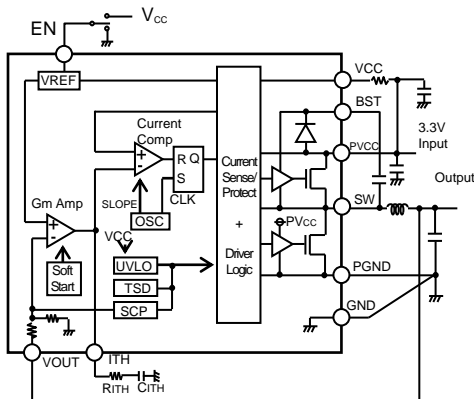 EN
VCC
VREF
VCC
BST
3.3V
Input
Current
Comp
+
−
R Q
S
CLK
Current
Sense/
Protect
+
Driver
Logic
PVCC
Output
SLOPE
OSC
SW
Gm Amp
+
−
VCC
PVCC
Soft
Start
UVLO
TSD
SCP
PGND
GND
VOUT
ITH
RITH
CITH